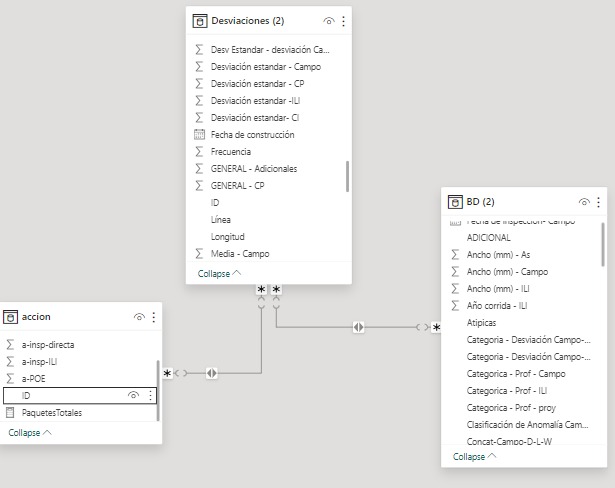 Desviaciones (2)
Desv Estandar - desviación Ca...
Desviación estandar - Campo
Desviación estandar - CP
Desviación estandar -ILI
Desviación estandar- CI
Fecha de construcción
Frecuencia
GENERAL - Adicionales
GENERAL - CP
ID
Línea
Longitud
Media - Campo
Collapse
BD (2)
Fecha de inspección- Campo
ADICIONAL
Ancho (mm) - As
Ancho (mm) - Campo
Ancho (mm) - ILI
Año corrida - ILI
Atipicas
Categoria - Desviación Campo-...
Categoria - Desviación Campo-...
Categorica - Prof - Campo
Categorica - Prof - ILI
Categorica - Prof - proy
Clasificación de Anomalía Cam...
Concat-Campo-D-L-W
Collapse
accion
a-insp-directa
a-insp-ILI
a-POE
ID
PaquetesTotales
Collapse